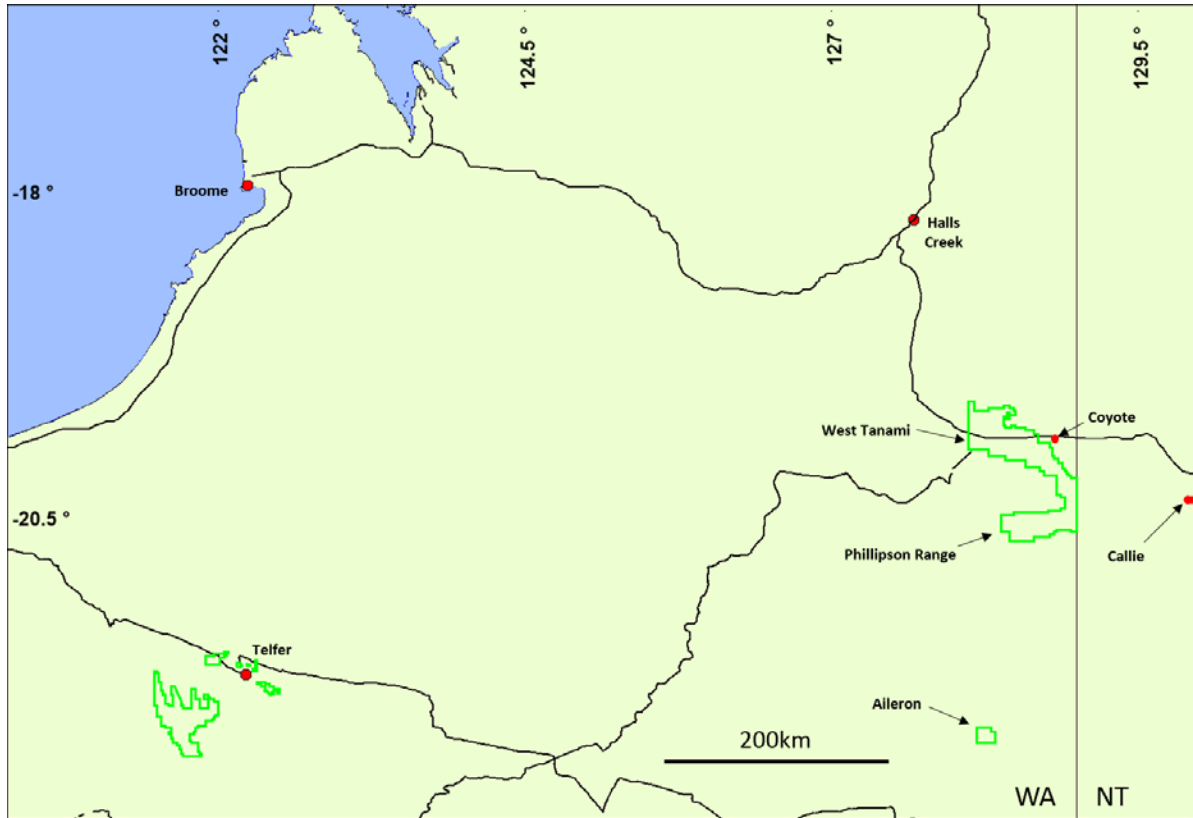 122 °
124.5 °
127 °
129.5 °
-18 °
Broome
Halls
Creek
West Tanami
Coyote
-20.5 °
Phillipson Range
Callie
Telfer
Aileron
200km
WA
NT